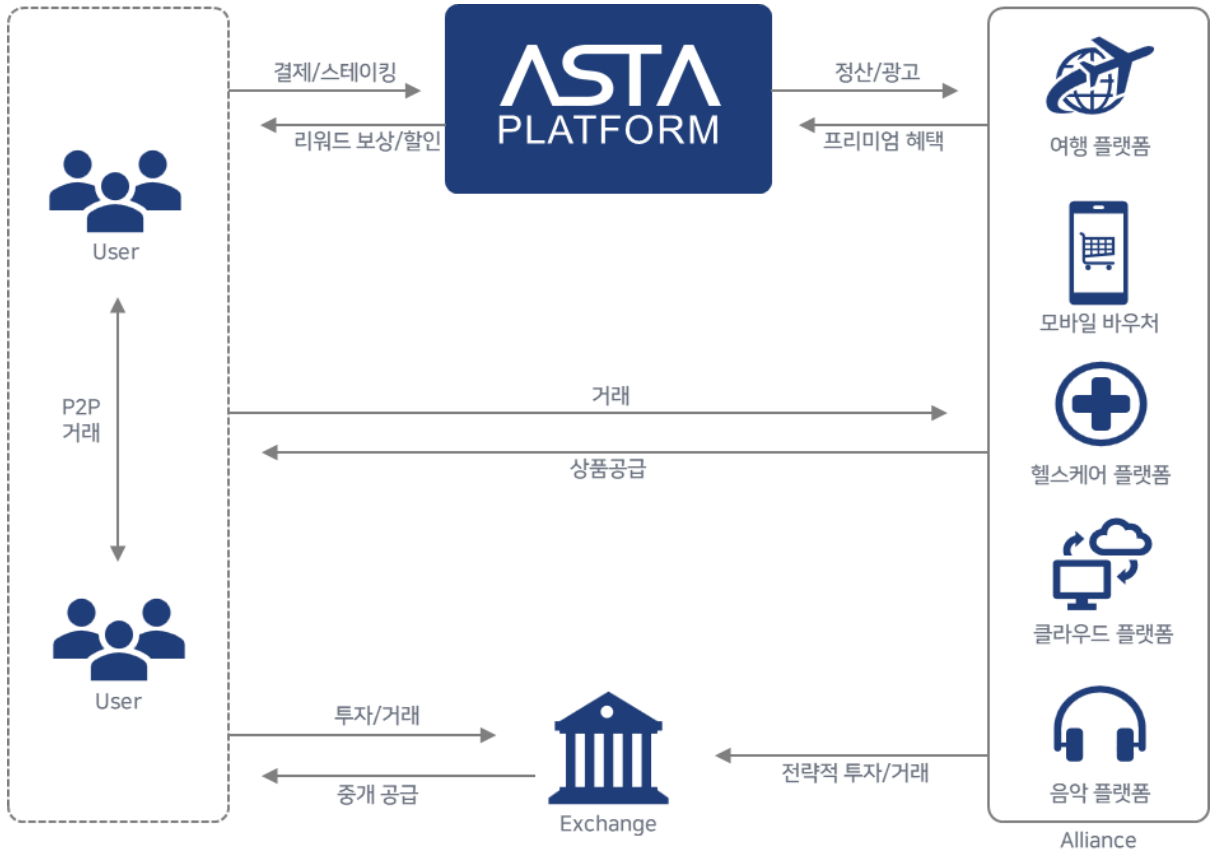 결제/스테이킹
리워드 보상/할인
ASTA
PLATFORM
정산/광고
프리미엄 혜택
여행 플랫폼
User
모바일 바우처
P2P
거래
거래
상품공급
헬스케어 플랫폼
클라우드 플랫폼
User
투자/거래
중개 공급
Exchange
전략적 투자/거래
음악 플랫폼
Alliance